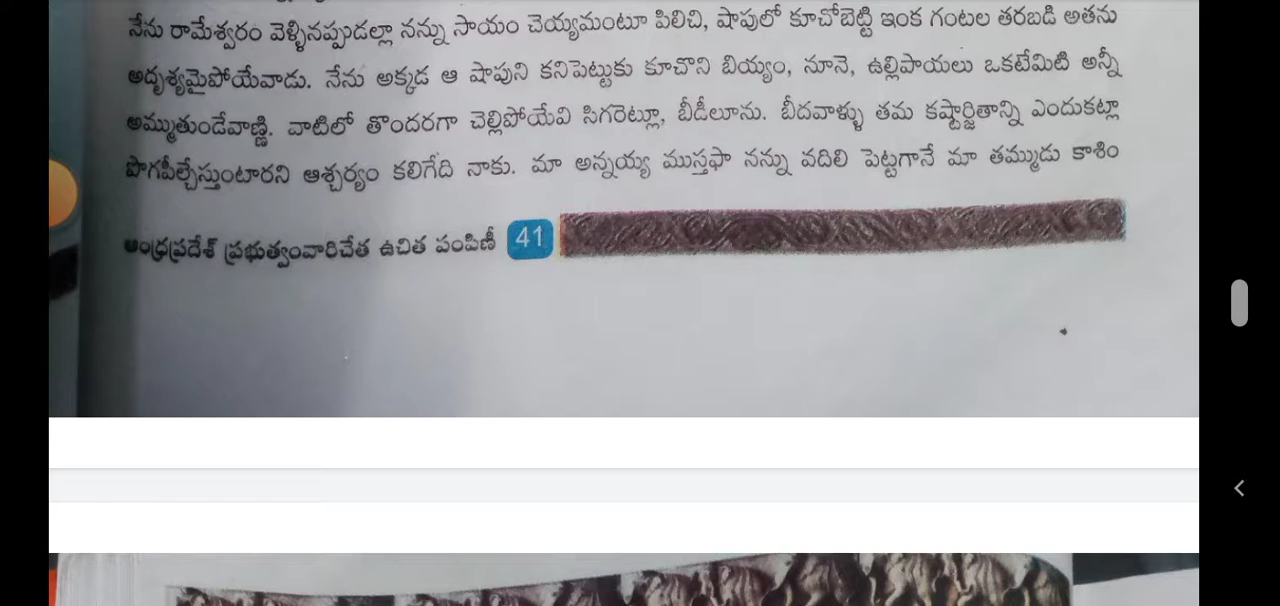 నేను రామేశ్వరం వెళ్ళినప్పుడల్లా నన్ను సాయం చెయ్యమంటూ పిలిచి, షాపులో కూచోబెట్టి ఇంక గంటల తరబడి అతను
అదృశ్యమైపోయేవాడు. నేను అక్కడ ఆ షాపుని కనిపెట్టుకు కూచొని బియ్యం, నూనె, ఉల్లిపాయలు ఒకటేమిటి అన్నీ
అమ్ముతుండేవాణ్ణి. వాటిలో తొందరగా చెల్లిపోయేవి సిగరెట్లూ, బీడీలూను. బీదవాళ్ళు తమ కష్టార్జితాన్ని ఎందుకట్లా
పొగపీల్చేస్తుంటారని ఆశ్చర్యం కలిగేది నాకు. మా అన్నయ్య ముస్తఫా నన్ను వదిలి పెట్టగానే మా తమ్ముడు కాశిం
ఆంధ్రప్రదేశ్ ప్రభుత్వంవారిచేత ఉచిత పంపిణీ 41